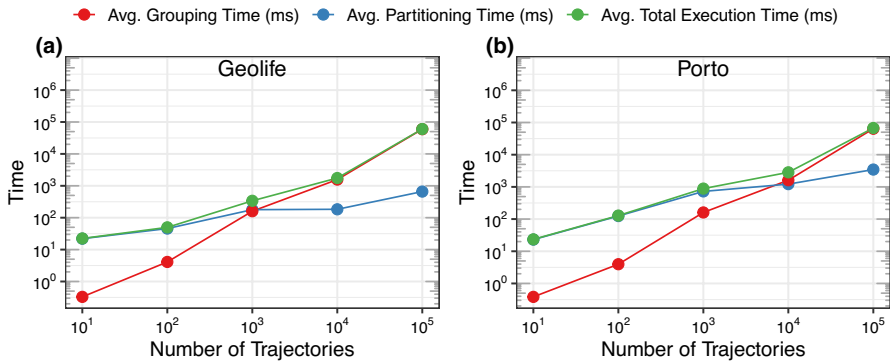 Avg. Grouping Time (ms) Avg. Partitioning Time (ms) Avg. Total Execution Time (ms)
(a) (b)
Geolife Porto
Time
10⁶
10⁵
10⁴
10³
10²
10¹
10⁰
10¹ 10² 10³ 10⁴ 10⁵
Number of Trajectories
Time
10⁶
10⁵
10⁴
10³
10²
10¹
10⁰
10¹ 10² 10³ 10⁴ 10⁵
Number of Trajectories